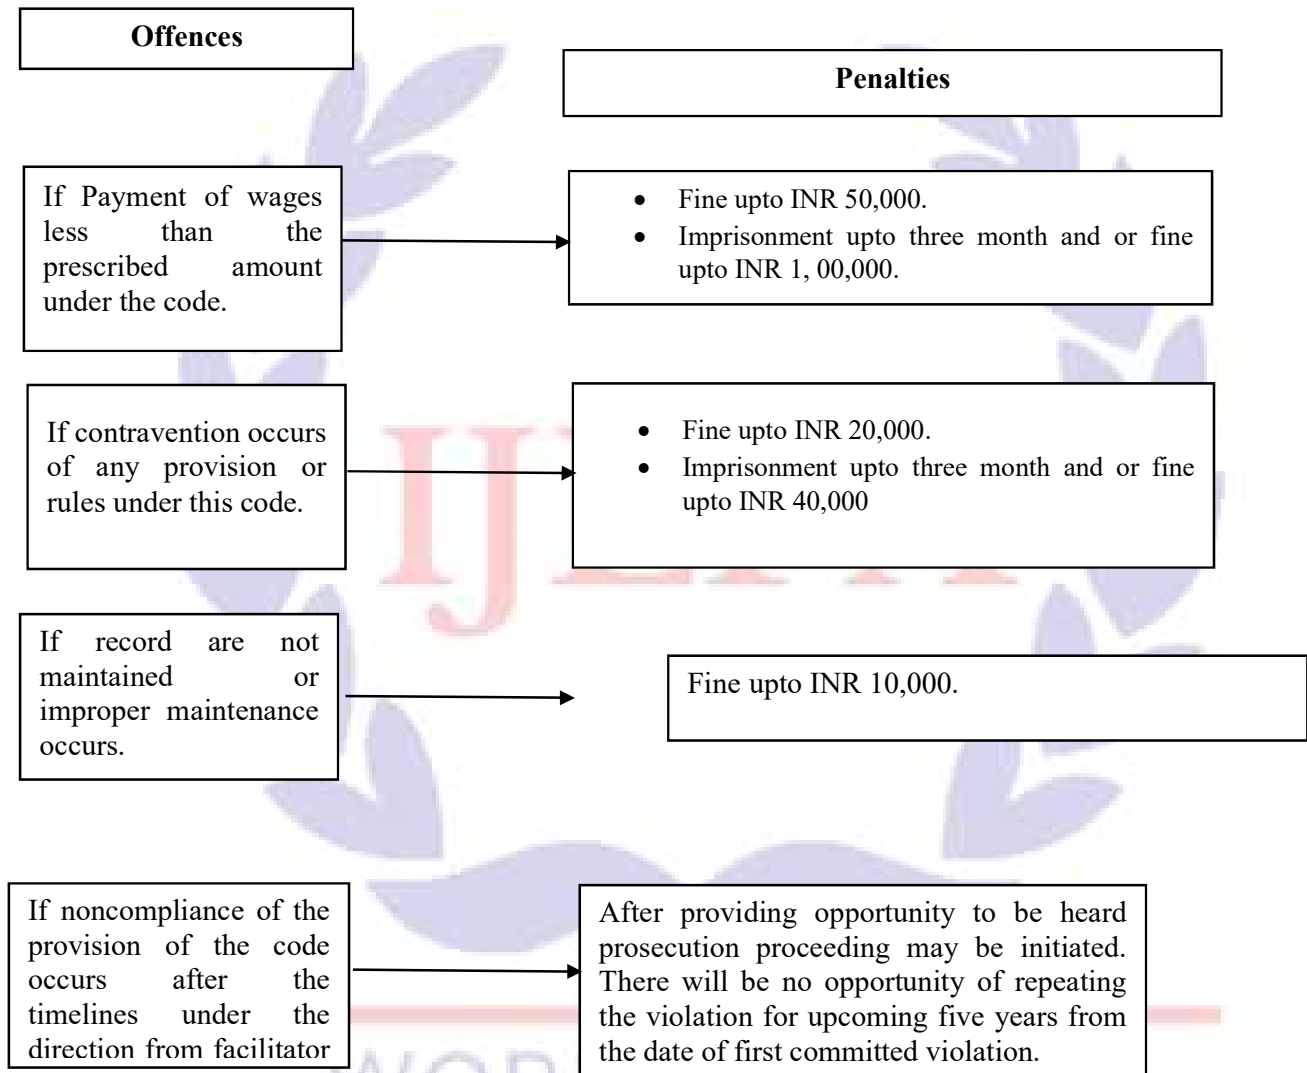 Offences
Penalties
If Payment of wages
less than the
prescribed amount
under the code.
• Fine upto INR 50,000.
• Imprisonment upto three month and or fine
upto INR 1, 00,000.
If contravention occurs
of any provision or
rules under this code.
• Fine upto INR 20,000.
• Imprisonment upto three month and or fine
upto INR 40,000
If record are not
maintained or
improper maintenance
occurs.
Fine upto INR 10,000.
If noncompliance of the
provision of the code
occurs after the
timelines under the
direction from facilitator
After providing opportunity to be heard
prosecution proceeding may be initiated.
There will be no opportunity of repeating
the violation for upcoming five years from
the date of first committed violation.